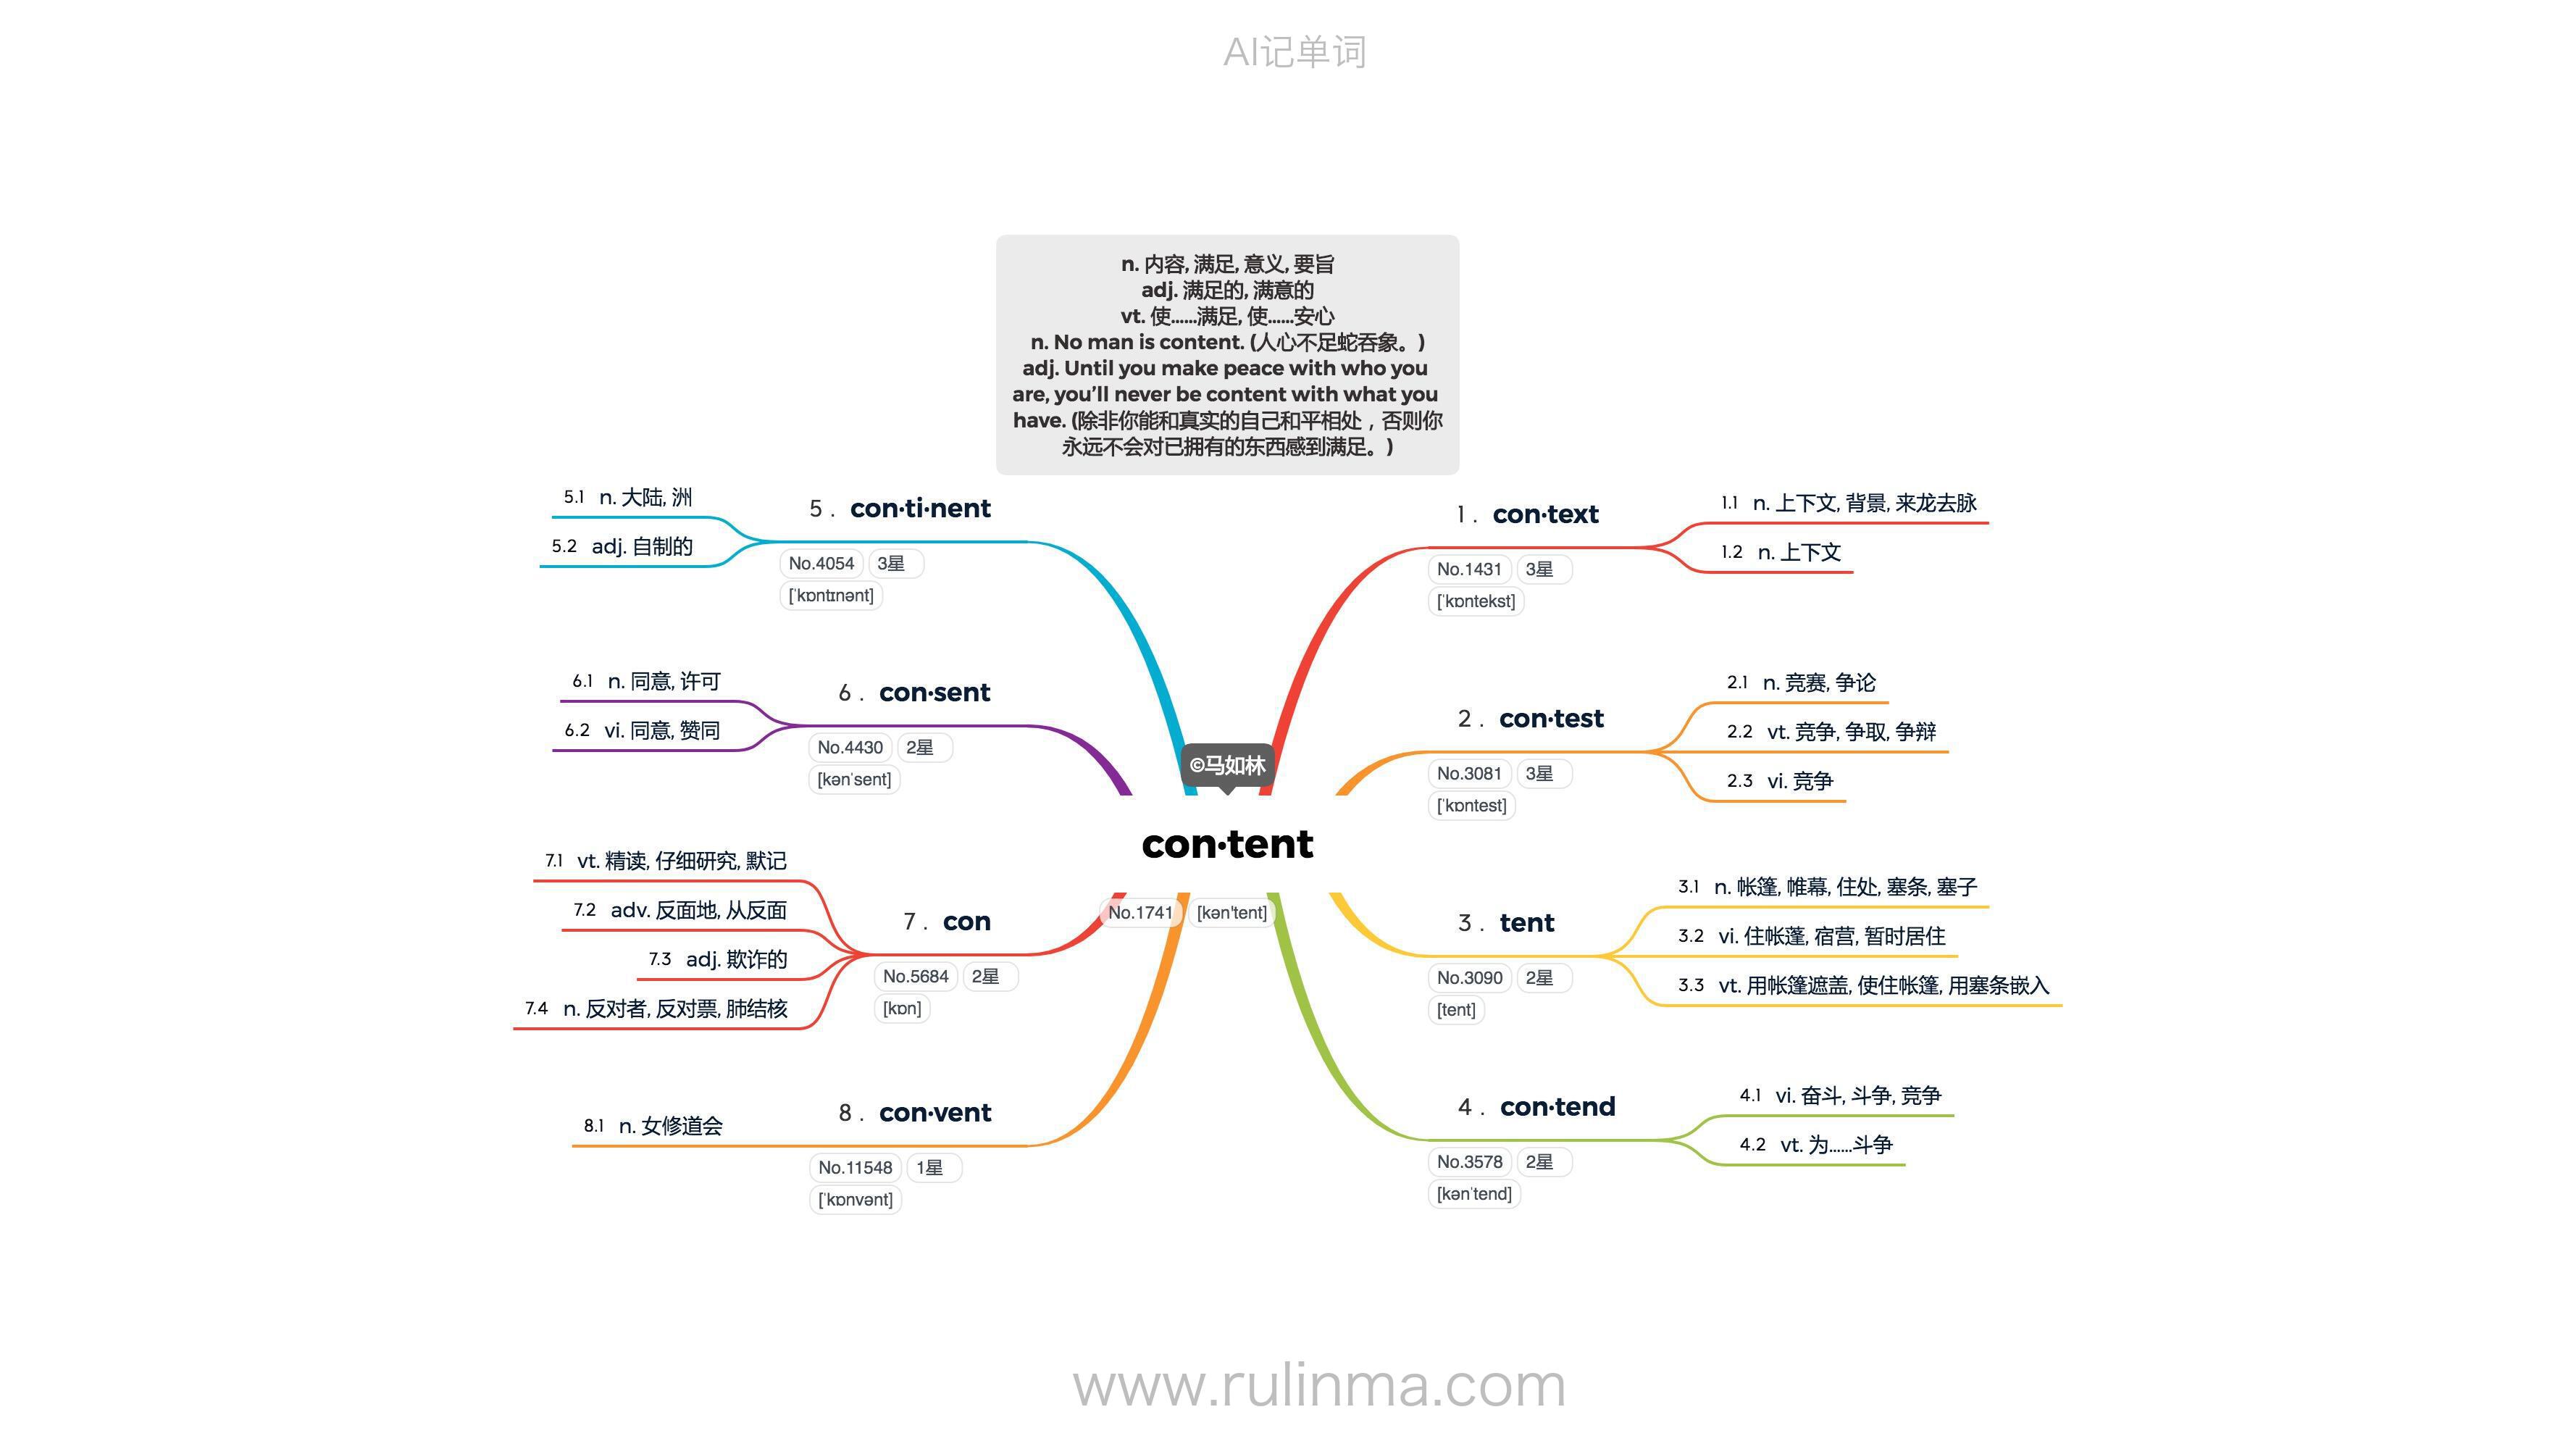 AI记单词
n. 内容, 满足, 意义, 要旨
adj. 满足的, 满意的
vt. 使……满足, 使……安心
n. No man is content. (人心不足蛇吞象。)
adj. Until you make peace with who you
are, you’ll never be content with what you
have. (除非你能和真实的自己和平相处，否则你
永远不会对已拥有的东西感到满足。)
©马如林
con·tent
No.1741 [kən'tent]
1. con·text
No.1431 3星
[ˈkɒntekst]
1.1 n. 上下文, 背景, 来龙去脉
1.2 n. 上下文
2. con·test
No.3081 3星
[ˈkɒntest]
2.1 n. 竞赛, 争论
2.2 vt. 竞争, 争取, 争辩
2.3 vi. 竞争
3. tent
No.3090 2星
[tent]
3.1 n. 帐篷, 帷幕, 住处, 塞条, 塞子
3.2 vi. 住帐篷, 宿营, 暂时居住
3.3 vt. 用帐篷遮盖, 使住帐篷, 用塞条嵌入
4. con·tend
No.3578 2星
[kənˈtend]
4.1 vi. 奋斗, 斗争, 竞争
4.2 vt. 为……斗争
5. con·ti·nent
No.4054 3星
[ˈkɒntɪnənt]
5.1 n. 大陆, 洲
5.2 adj. 自制的
6. con·sent
No.4430 2星
[kənˈsent]
6.1 n. 同意, 许可
6.2 vi. 同意, 赞同
7. con
No.5684 2星
[kɒn]
7.1 vt. 精读, 仔细研究, 默记
7.2 adv. 反面地, 从反面
7.3 adj. 欺诈的
7.4 n. 反对者, 反对票, 肺结核
8. con·vent
No.11548 1星
[ˈkɒnvənt]
8.1 n. 女修道会
www.rulinma.com